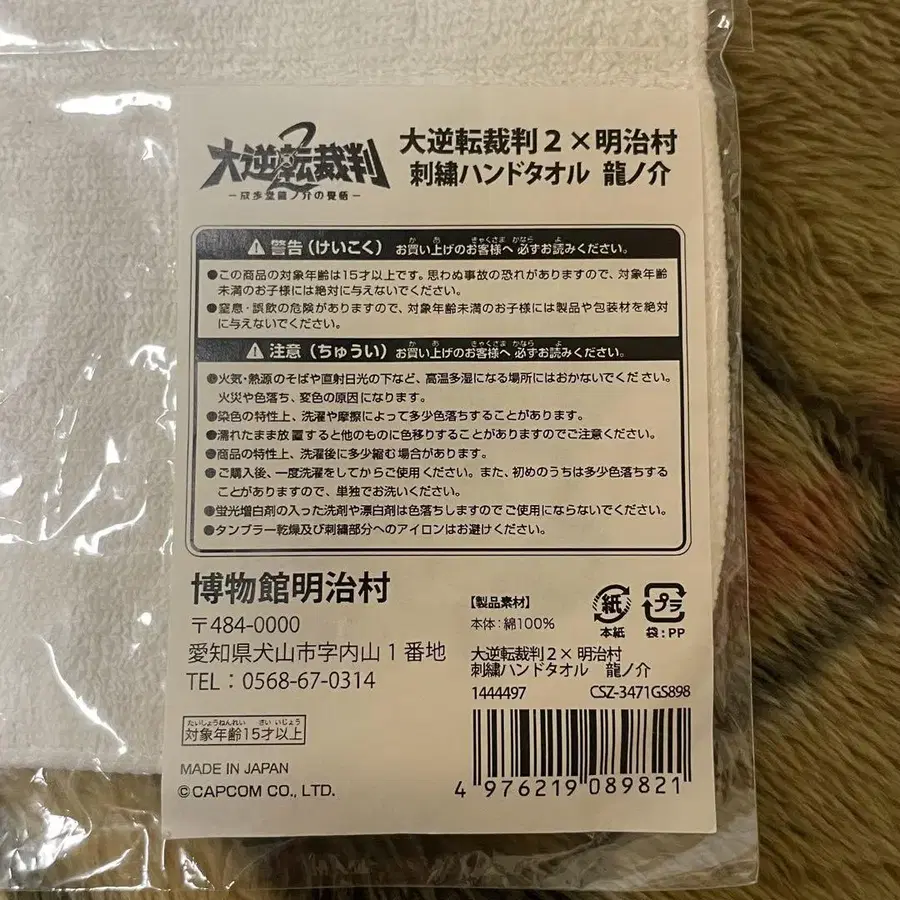 大逆転裁判2
－成歩堂龍ノ介の覺悟－
大逆転裁判２×明治村
刺繍ハンドタオル 龍ノ介
警告（けいこく） お買い上げのお客様へ 必ずお読みください。
●この商品の対象年齢は15才以上です。思わぬ事故の恐れがありますので、対象年齢
未満のお子様には絶対に与えないでください。
●窒息・誤飲の危険がありますので、対象年齢未満のお子様には製品や包装材を絶対
に与えないでください。
注意（ちゅうい） お買い上げのお客様へ 必ずお読みください。
●火気・熱源のそばや直射日光の下など、高温多湿になる場所にはおかないでください。
火災や色落ち、変色の原因になります。
●染色の特性上、洗濯や摩擦によって多少色落ちすることがあります。
●濡れたまま放置すると他のものに色移りすることがありますのでご注意ください。
●商品の特性上、洗濯後に多少縮む場合があります。
●ご購入後、一度洗濯をしてからご使用ください。また、初めのうちは多少色落ちする
ことがありますので、単独でお洗いください。
●蛍光増白剤の入った洗剤や漂白剤は色落ちしますのでご使用にならないでください。
●タンブラー乾燥及び刺繍部分へのアイロンはお避けください。
博物館明治村
〒484-0000
愛知県犬山市字内山1番地
TEL：0568-67-0314
たいしょうねんれい さいいじょう
対象年齢15才以上
MADE IN JAPAN
©CAPCOM CO., LTD.
【製品素材】
本体：綿100％
紙
本紙
プラ
袋：PP
大逆転裁判２×明治村
刺繍ハンドタオル 龍ノ介
1444497 CSZ-3471GS898
4 976219 089821